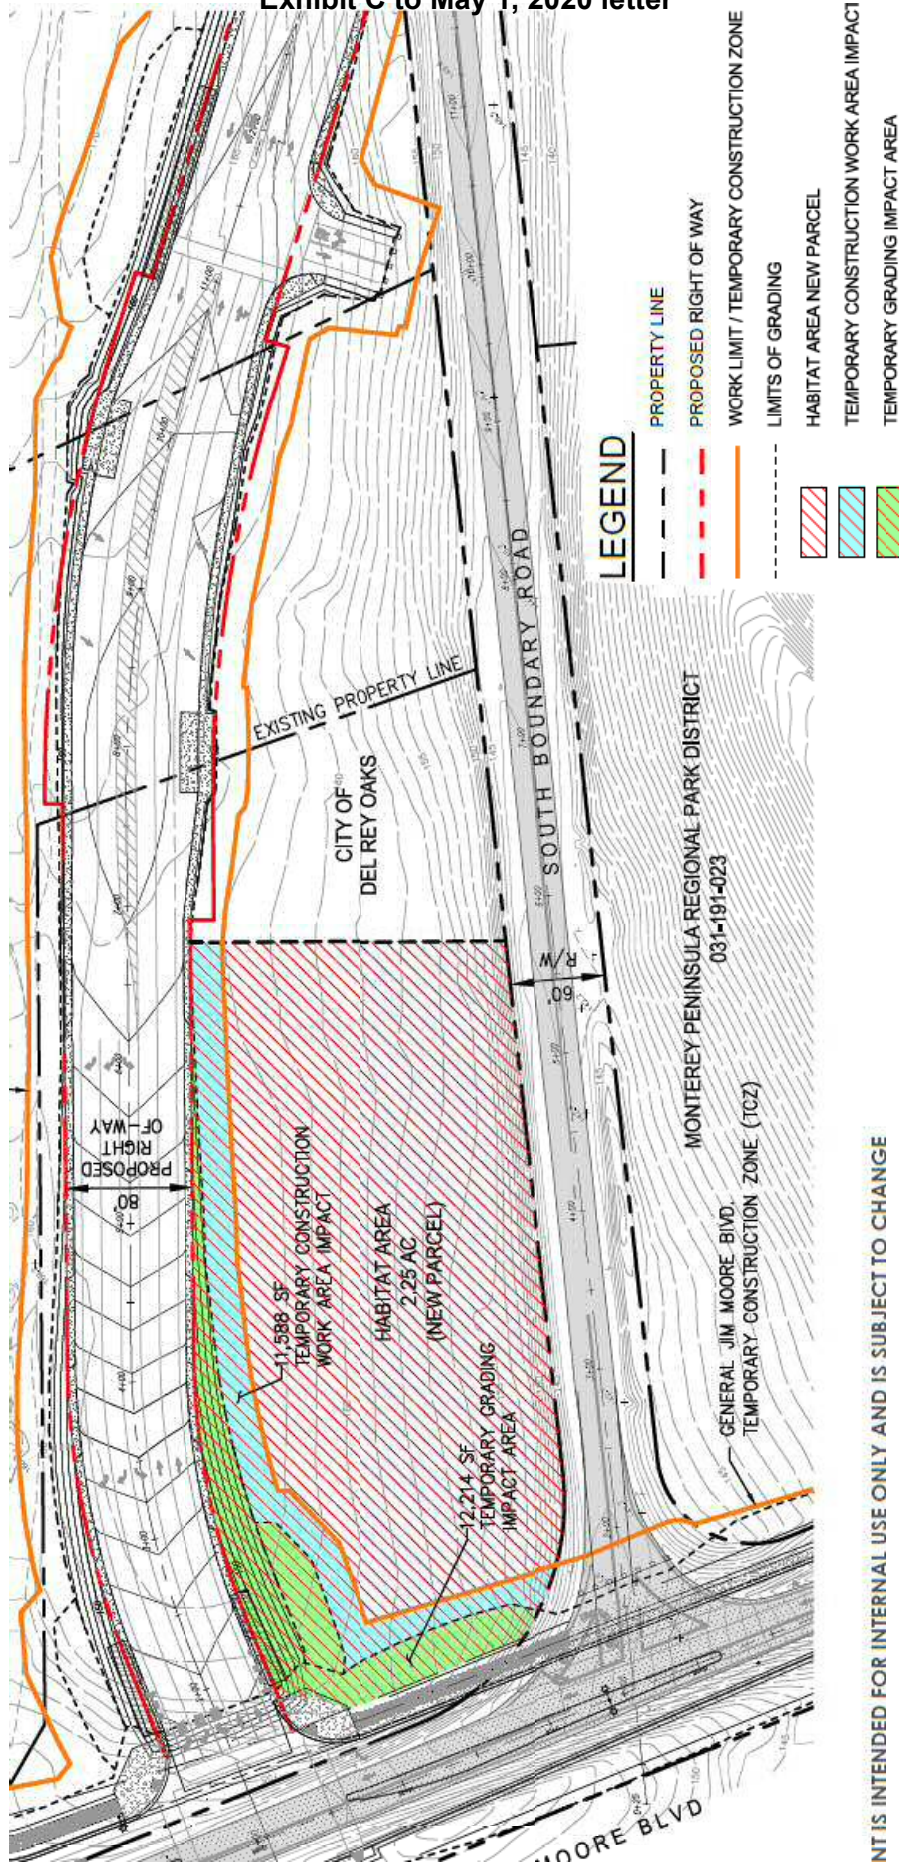 Exhibit C to May 1, 2020 letter
LEGEND
PROPERTY LINE
PROPOSED RIGHT OF WAY
WORK LIMIT / TEMPORARY CONSTRUCTION ZONE
LIMITS OF GRADING
HABITAT AREA NEW PARCEL
TEMPORARY CONSTRUCTION WORK AREA IMPACT
TEMPORARY GRADING IMPACT AREA
80'
PROPOSED
RIGHT
OF-WAY
EXISTING PROPERTY LINE
CITY OF
DEL REY OAKS
11,588 SF
TEMPORARY CONSTRUCTION
WORK AREA IMPACT
HABITAT AREA
2.25 AC
(NEW PARCEL)
12,214 SF
TEMPORARY GRADING
IMPACT AREA
SOUTH BOUNDARY ROAD
60'
R/W
MONTEREY PENINSULA REGIONAL PARK DISTRICT
031-191-023
GENERAL JIM MOORE BLVD.
TEMPORARY CONSTRUCTION ZONE (TCZ)
MOORE BLVD
NT IS INTENDED FOR INTERNAL USE ONLY AND IS SUBJECT TO CHANGE